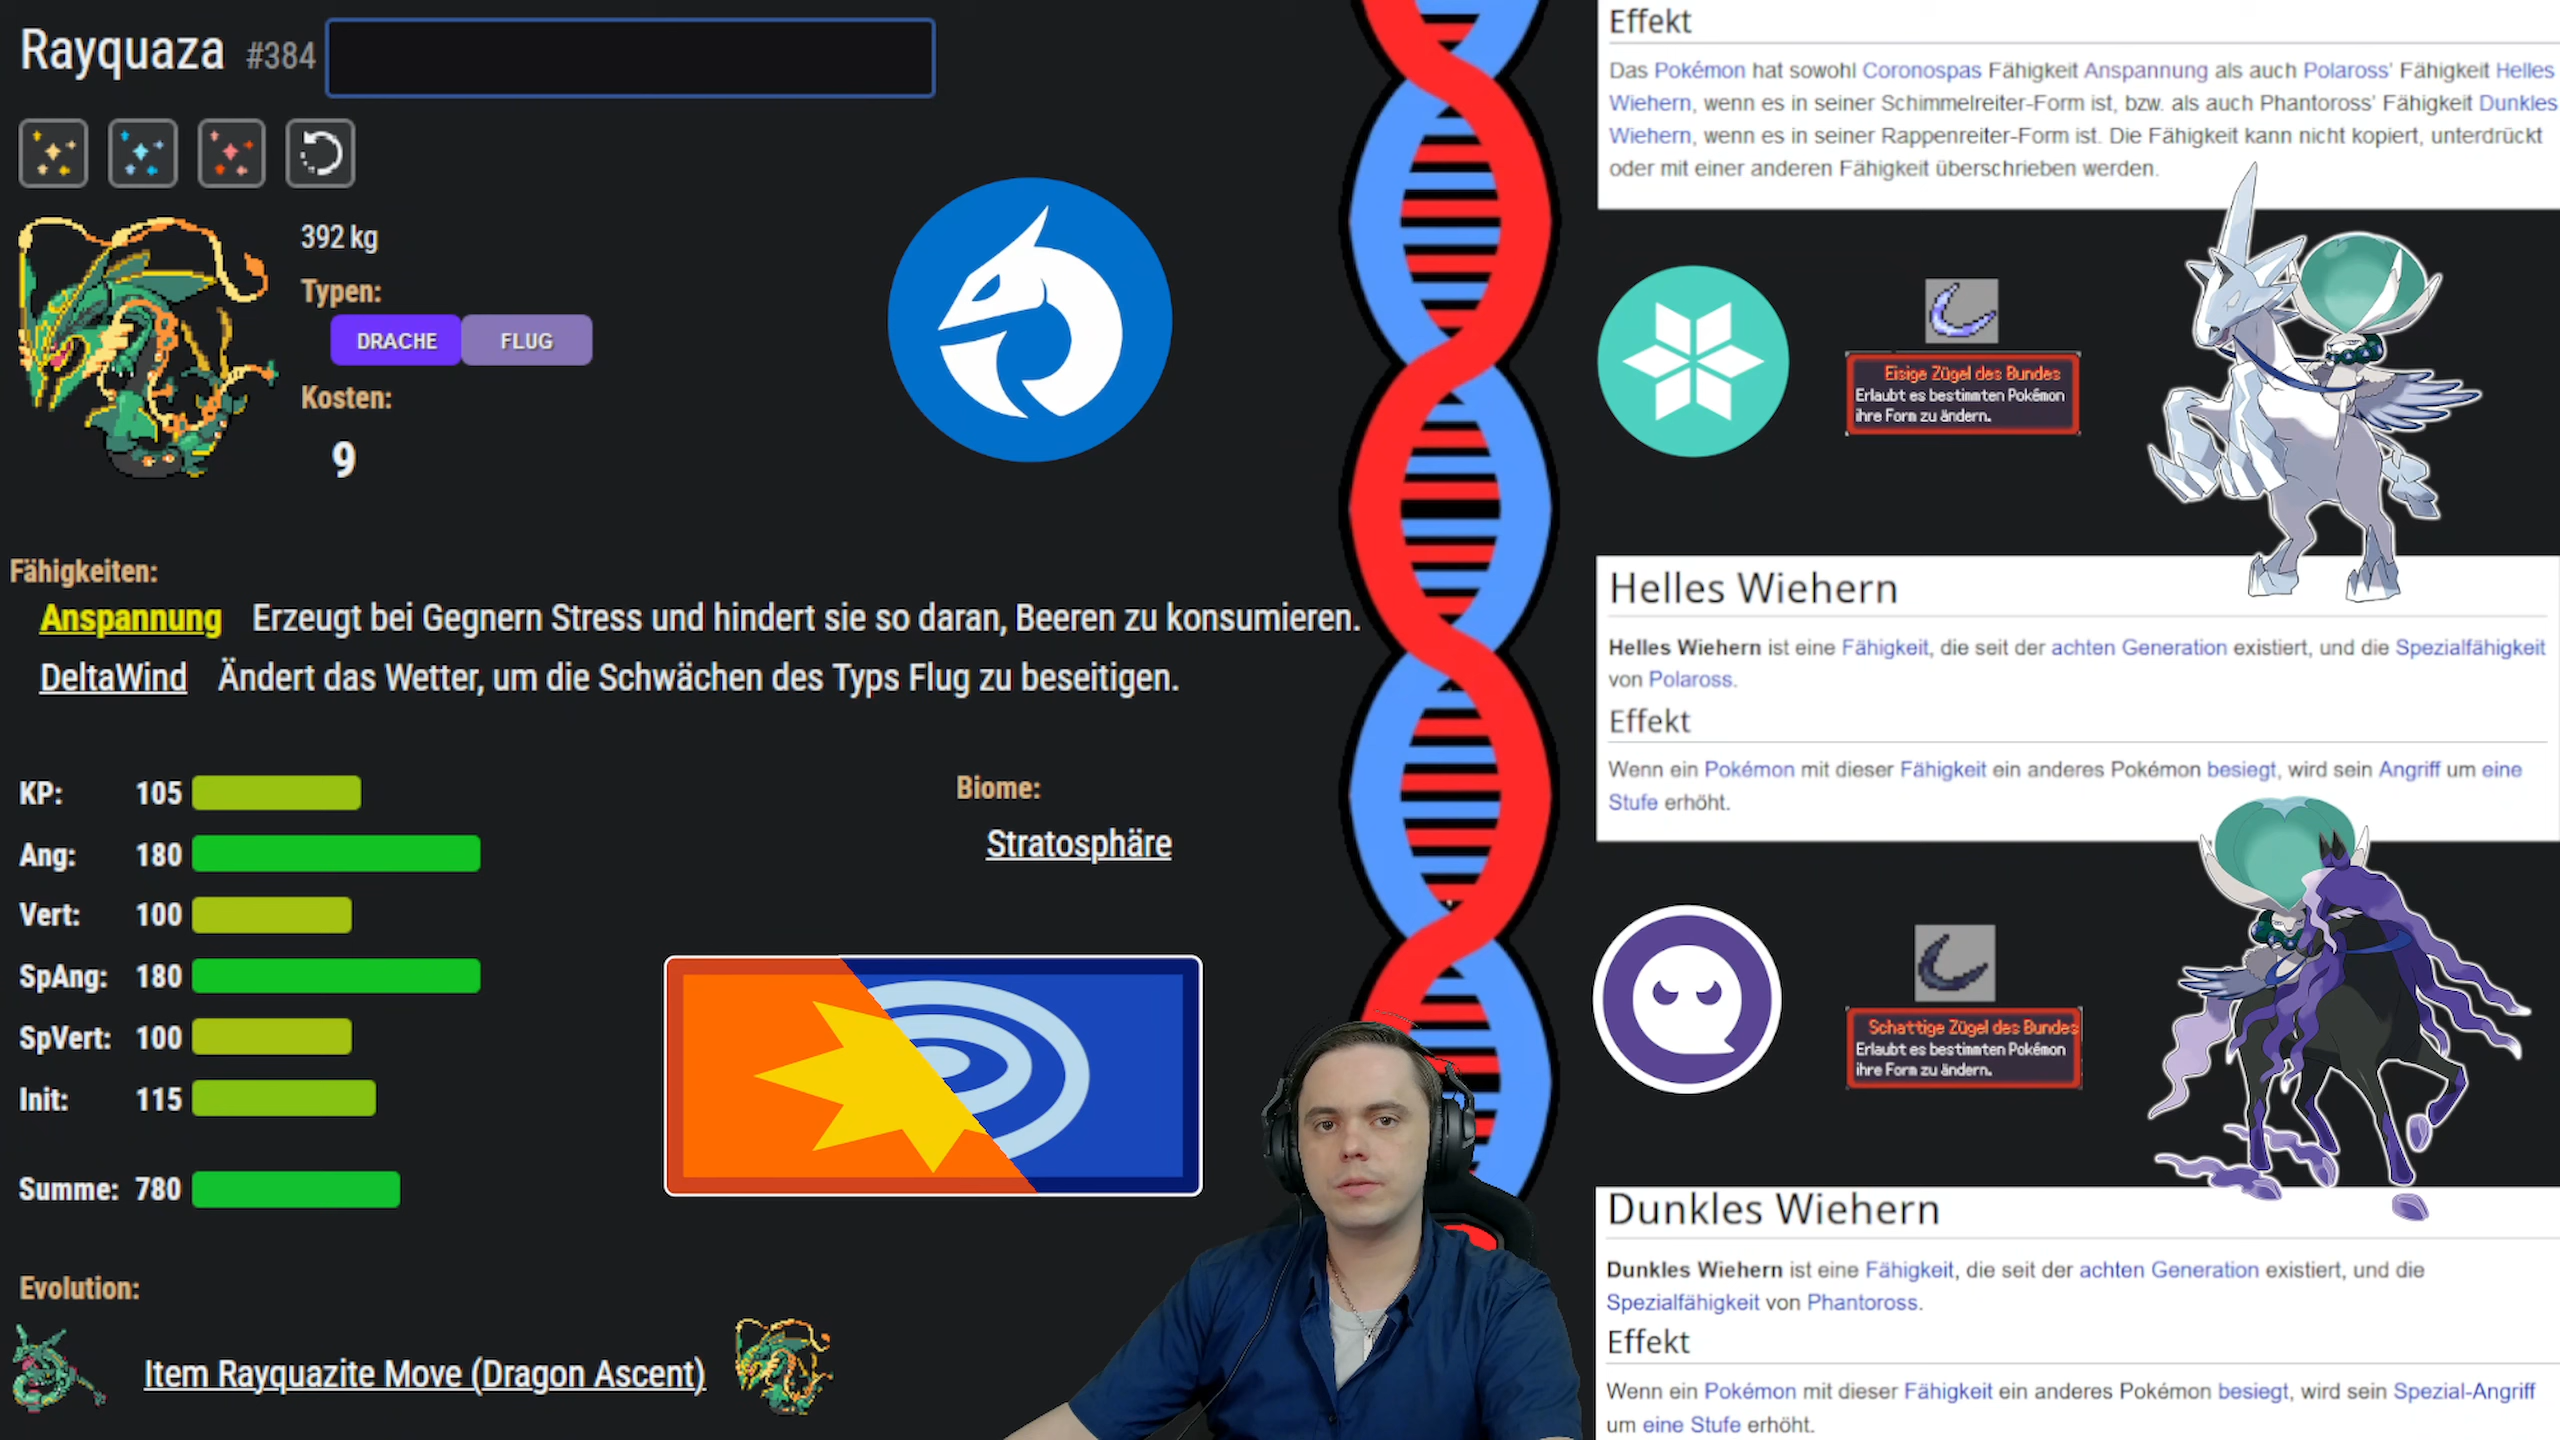 Rayquaza #384
392 kg
Typen:
DRACHE FLUG
Kosten:
9
Fähigkeiten:
Anspannung Erzeugt bei Gegnern Stress und hindert sie so daran, Beeren zu konsumieren.
DeltaWind Ändert das Wetter, um die Schwächen des Typs Flug zu beseitigen.
KP: 105
Ang: 180
Vert: 100
SpAng: 180
SpVert: 100
Init: 115
Summe: 780
Biome:
Stratosphäre
Evolution:
Item Rayquazite Move (Dragon Ascent)
Effekt
Das Pokémon hat sowohl Coronospas Fähigkeit Anspannung als auch Polaross' Fähigkeit Helles
Wiehern, wenn es in seiner Schimmelreiter-Form ist, bzw. als auch Phantoross' Fähigkeit Dunkles
Wiehern, wenn es in seiner Rappenreiter-Form ist. Die Fähigkeit kann nicht kopiert, unterdrückt
oder mit einer anderen Fähigkeit überschrieben werden.
Eisige Zügel des Bundes
Erlaubt es bestimmten Pokémon
ihre Form zu ändern.
Helles Wiehern
Helles Wiehern ist eine Fähigkeit, die seit der achten Generation existiert, und die Spezialfähigkeit
von Polaross.
Effekt
Wenn ein Pokémon mit dieser Fähigkeit ein anderes Pokémon besiegt, wird sein Angriff um eine
Stufe erhöht.
Schattige Zügel des Bundes
Erlaubt es bestimmten Pokémon
ihre Form zu ändern.
Dunkles Wiehern
Dunkles Wiehern ist eine Fähigkeit, die seit der achten Generation existiert, und die
Spezialfähigkeit von Phantoross.
Effekt
Wenn ein Pokémon mit dieser Fähigkeit ein anderes Pokémon besiegt, wird sein Spezial-Angriff
um eine Stufe erhöht.